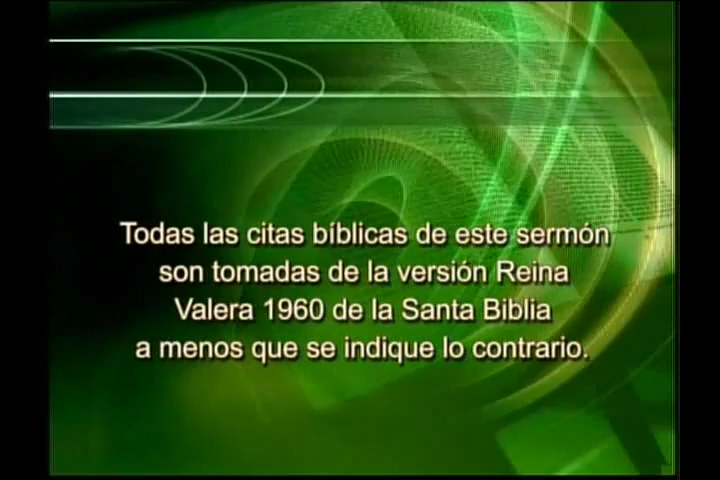 Todas las citas bíblicas de este sermón
son tomadas de la versión Reina
Valera 1960 de la Santa Biblia
a menos que se indique lo contrario.